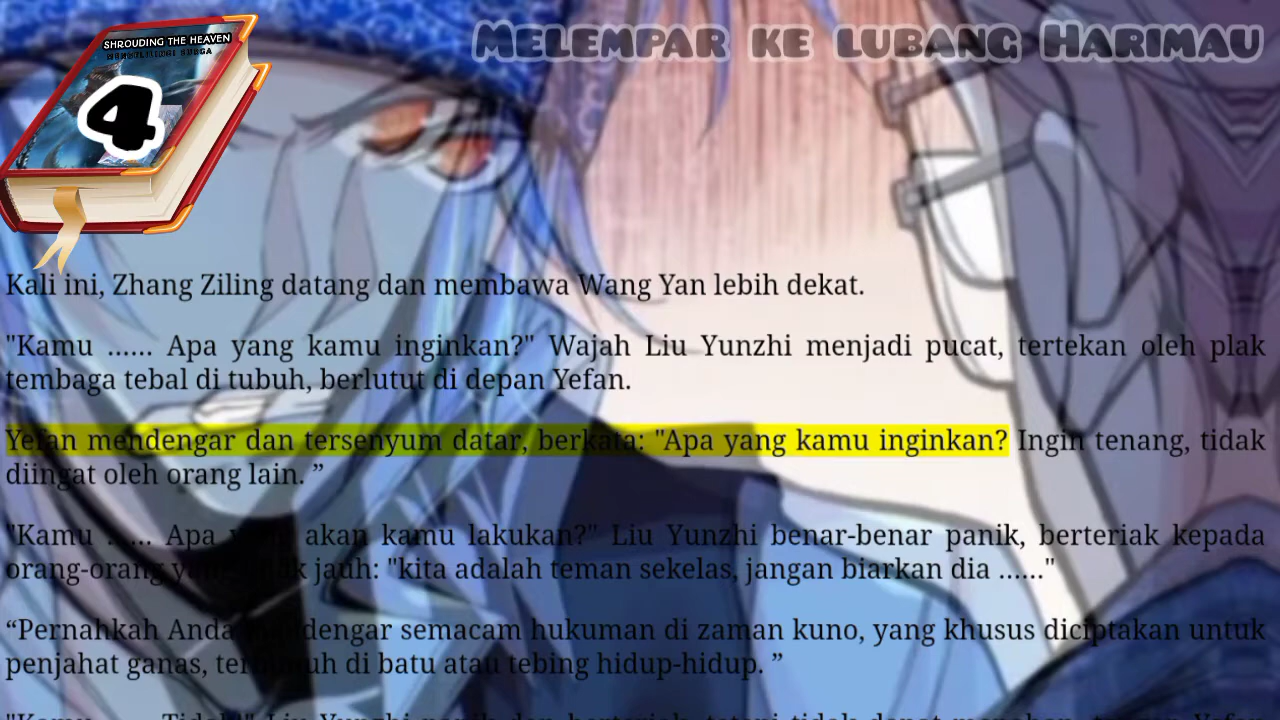 Melempar ke lubang Harimau
SHROUDING THE HEAVEN
4
Kali ini, Zhang Ziling datang dan membawa Wang Yan lebih dekat.
"Kamu ...... Apa yang kamu inginkan?" Wajah Liu Yunzhi menjadi pucat, tertekan oleh plak
tembaga tebal di tubuh, berlutut di depan Yefan.
Yefan mendengar dan tersenyum datar, berkata: "Apa yang kamu inginkan? Ingin tenang, tidak
diingat oleh orang lain.”
"Kamu ...... Apa yang akan kamu lakukan?" Liu Yunzhi benar-benar panik, berteriak kepada
orang-orang jauh: "kita adalah teman sekelas, jangan biarkan dia ......"
“Pernahkah Anda mendengar semacam hukuman di zaman kuno, yang khusus diciptakan untuk
penjahat ganas, terbunuh di batu atau tebing hidup-hidup. ”